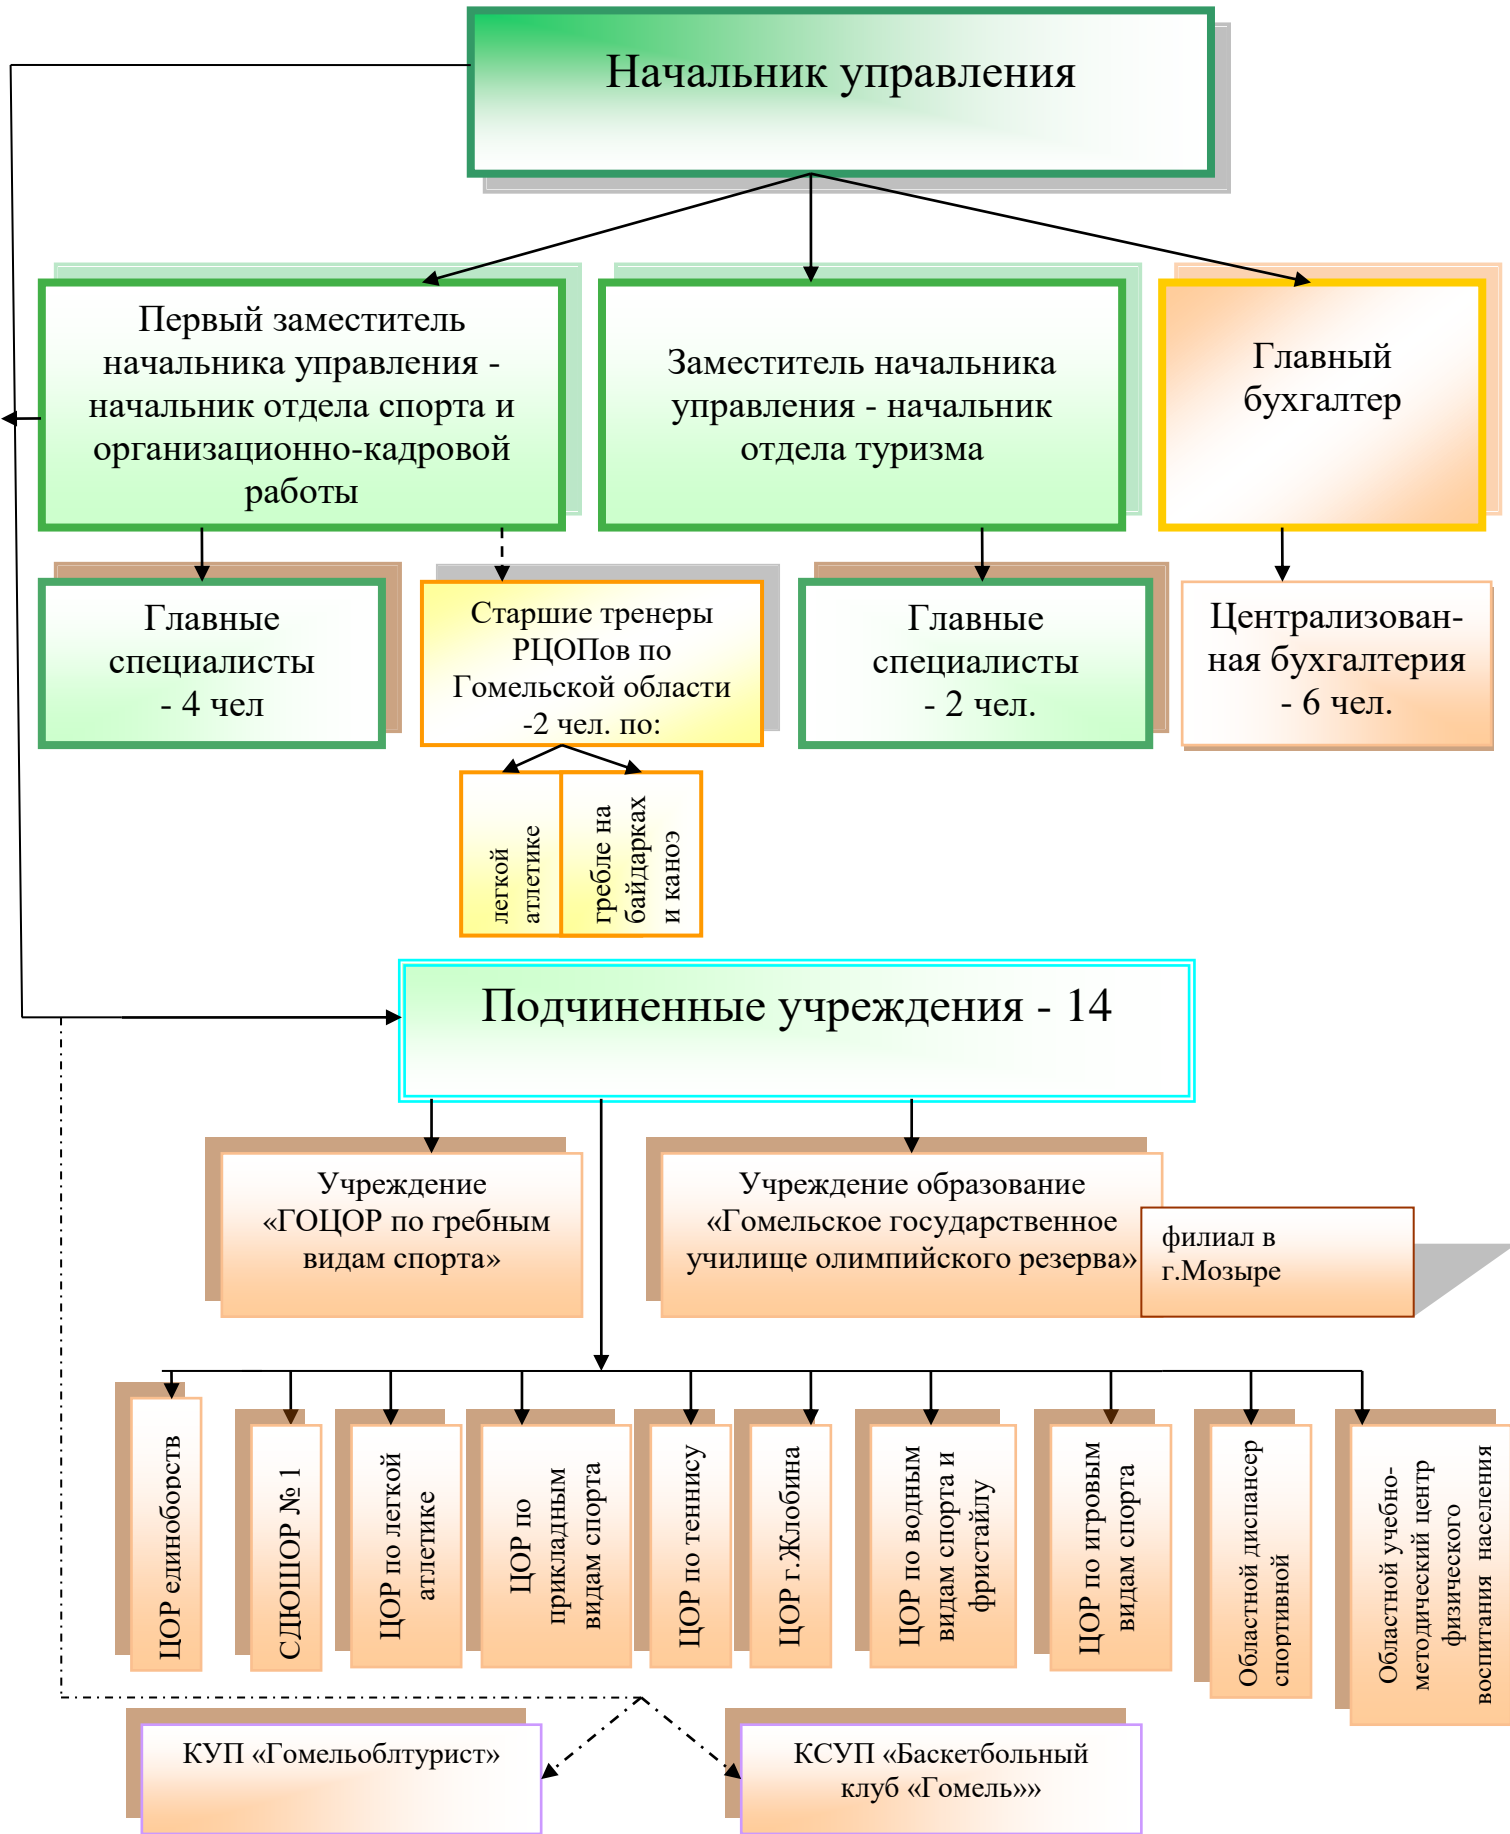 Начальник управления
Первый заместитель
начальника управления -
начальник отдела спорта и
организационно-кадровой
работы
Заместитель начальника
управления - начальник
отдела туризма
Главный
бухгалтер
Главные
специалисты
- 4 чел
Старшие тренеры
РЦОПов по
Гомельской области
-2 чел. по:
Главные
специалисты
- 2 чел.
Централизован-
ная бухгалтерия
- 6 чел.
легкой
атлетике
гребле на
байдарках
и каноэ
Подчиненные учреждения - 14
Учреждение
«ГОЦОР по гребным
видам спорта»
Учреждение образование
«Гомельское государственное
училище олимпийского резерва»
филиал в
г.Мозыре
ЦОР единоборств
СДЮШОР № 1
ЦОР по легкой
атлетике
ЦОР по
прикладным
видам спорта
ЦОР по теннису
ЦОР г.Жлобина
ЦОР по водным
видам спорта и
фристайлу
ЦОР по игровым
видам спорта
Областной диспансер
спортивной
Областной учебно-
методический центр
физического
воспитания населения
КУП «Гомельоблтурист»
КСУП «Баскетбольный
клуб «Гомель»»